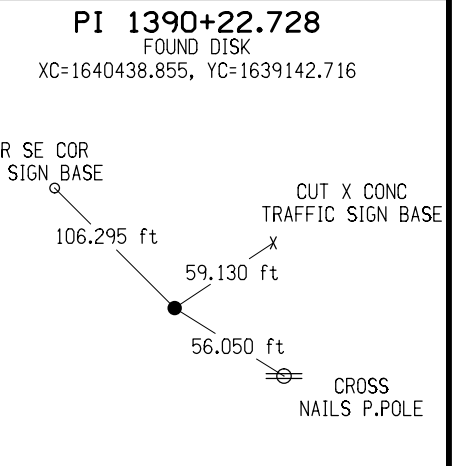 PI 1390+22.728
FOUND DISK
XC=1640438.855, YC=1639142.716
R SE COR
SIGN BASE
CUT X CONC
TRAFFIC SIGN BASE
X
106.295 ft
59.130 ft
56.050 ft
CROSS
NAILS P.POLE